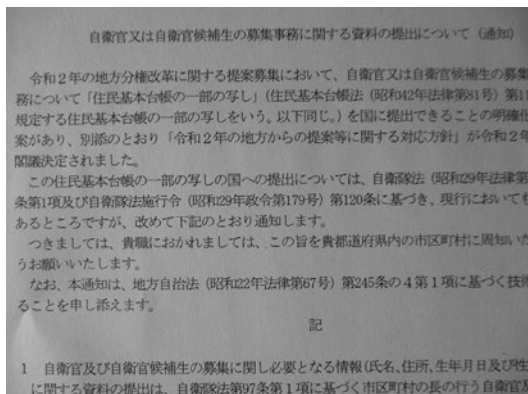 自衛官又は自衛官候補生の募集事務に関する資料の提出について（通知）
令和２年の地方分権改革に関する提案募集において、自衛官又は自衛官候補生の募集
務について「住民基本台帳の一部の写し」（住民基本台帳法（昭和42年法律第81号）第11
規定する住民基本台帳の一部の写しをいう。以下同じ。）を国に提出できることの明確化
案があり、別添のとおり「令和２年の地方からの提案等に関する対応方針」が令和２年
閣議決定されました。
この住民基本台帳の一部の写しの国への提出については、自衛隊法（昭和29年法律第
条第1項及び自衛隊法施行令（昭和29年政令第179号）第120条に基づき、現行においても
あるところですが、改めて下記のとおり通知します。
つきましては、貴職におかれましては、この旨を貴都道府県内の市区町村に周知いた
うお願いいたします。
なお、本通知は、地方自治法（昭和22年法律第67号）第245条の４第１項に基づく技術
ることを申し添えます。
記
１　自衛官及び自衛官候補生の募集に関し必要となる情報（氏名、住所、生年月日及び性
に関する資料の提出は、自衛隊法第97条第１項に基づく市区町村の長の行う自衛官及